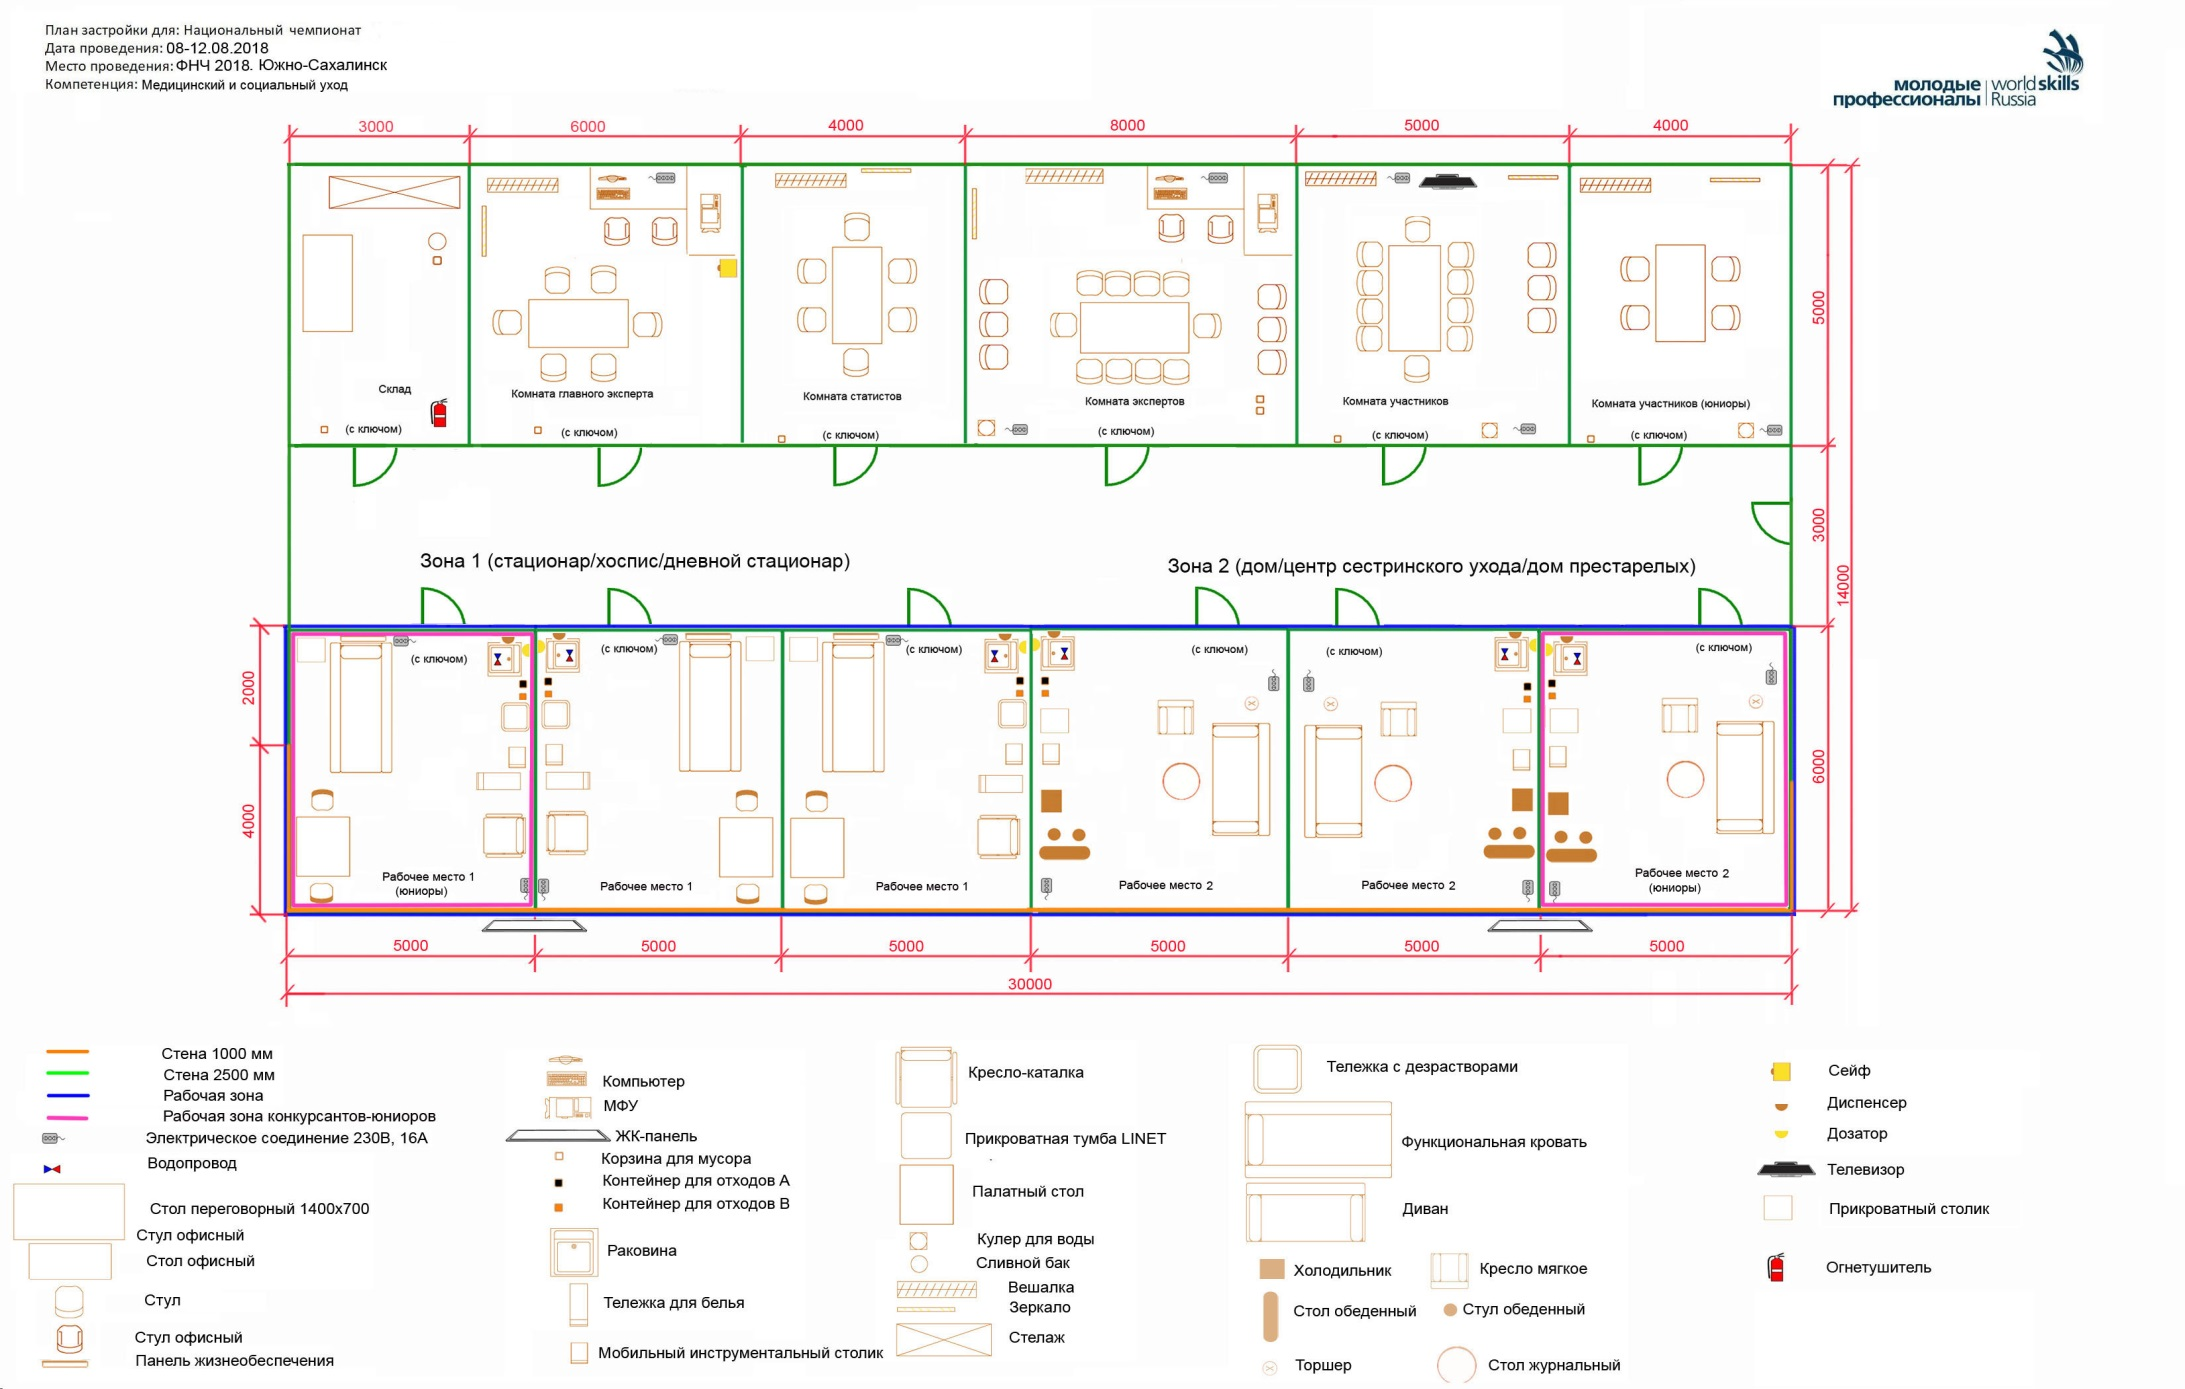 План застройки для: Национальный чемпионат
Дата проведения: 08-12.08.2018
Место проведения: ФНЧ 2018. Южно-Сахалинск
Компетенция: Медицинский и социальный уход
молодые профессионалы
worldskills Russia
3000 6000 4000 8000 5000 4000
Склад
(с ключом)
Комната главного эксперта
(с ключом)
Комната статистов
(с ключом)
Комната экспертов
(с ключом)
Комната участников
(с ключом)
Комната участников (юниоры)
(с ключом)
5000
3000
14000
6000
Зона 1 (стационар/хоспис/дневной стационар)
Зона 2 (дом/центр сестринского ухода/дом престарелых)
2000
4000
(с ключом)
(с ключом)
(с ключом)
(с ключом)
(с ключом)
(с ключом)
Рабочее место 1
(юниоры)
Рабочее место 1
Рабочее место 1
Рабочее место 2
Рабочее место 2
Рабочее место 2
(юниоры)
5000 5000 5000 5000 5000 5000
30000
Стена 1000 мм
Стена 2500 мм
Рабочая зона
Рабочая зона конкурсантов-юниоров
Электрическое соединение 230В, 16А
Водопровод
Стол переговорный 1400х700
Стул офисный
Стол офисный
Стул
Стул офисный
Панель жизнеобеспечения
Компьютер
МФУ
ЖК-панель
Корзина для мусора
Контейнер для отходов А
Контейнер для отходов В
Раковина
Тележка для белья
Мобильный инструментальный столик
Кресло-каталка
Прикроватная тумба LINET
Палатный стол
Кулер для воды
Сливной бак
Вешалка
Зеркало
Стелаж
Тележка с дезрастворами
Функциональная кровать
Диван
Холодильник
Кресло мягкое
Стол обеденный
Стул обеденный
Торшер
Стол журнальный
Сейф
Диспенсер
Дозатор
Телевизор
Прикроватный столик
Огнетушитель